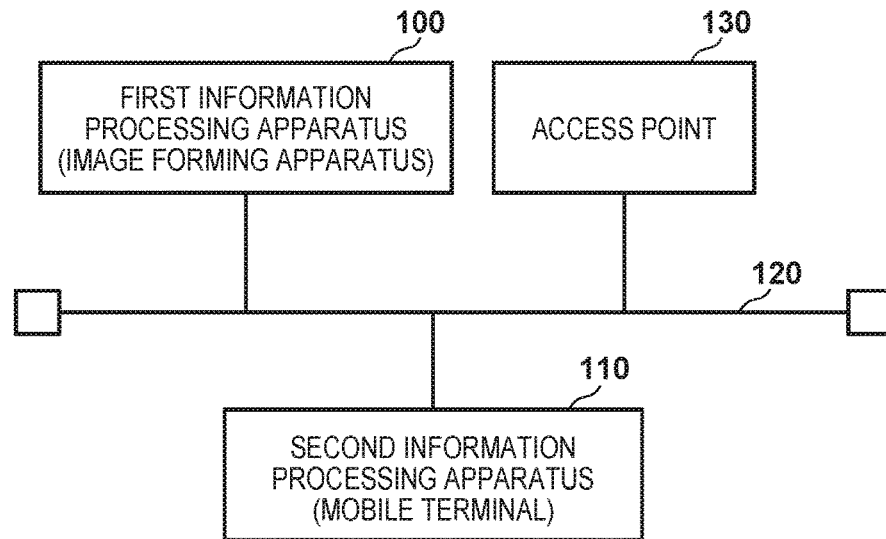 100
FIRST INFORMATION
PROCESSING APPARATUS
(IMAGE FORMING APPARATUS)
130
ACCESS POINT
120
110
SECOND INFORMATION
PROCESSING APPARATUS
(MOBILE TERMINAL)